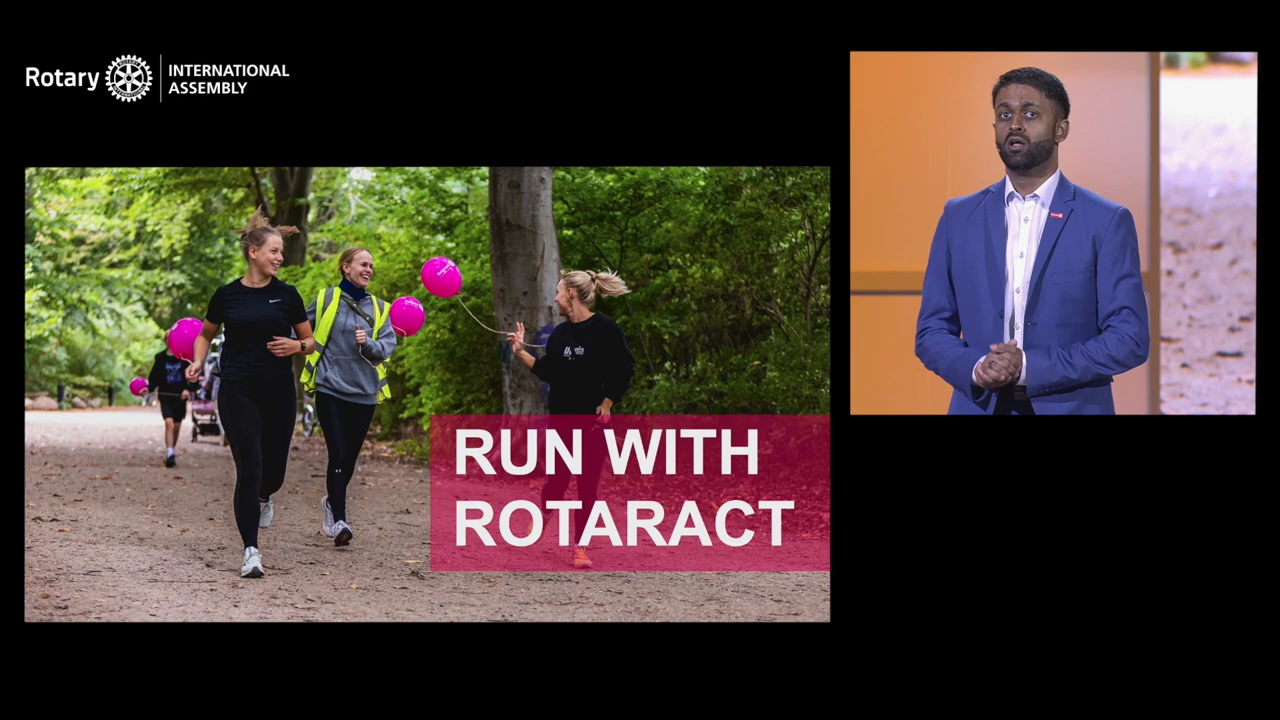 Rotary
INTERNATIONAL
ASSEMBLY
RUN WITH
ROTARACT